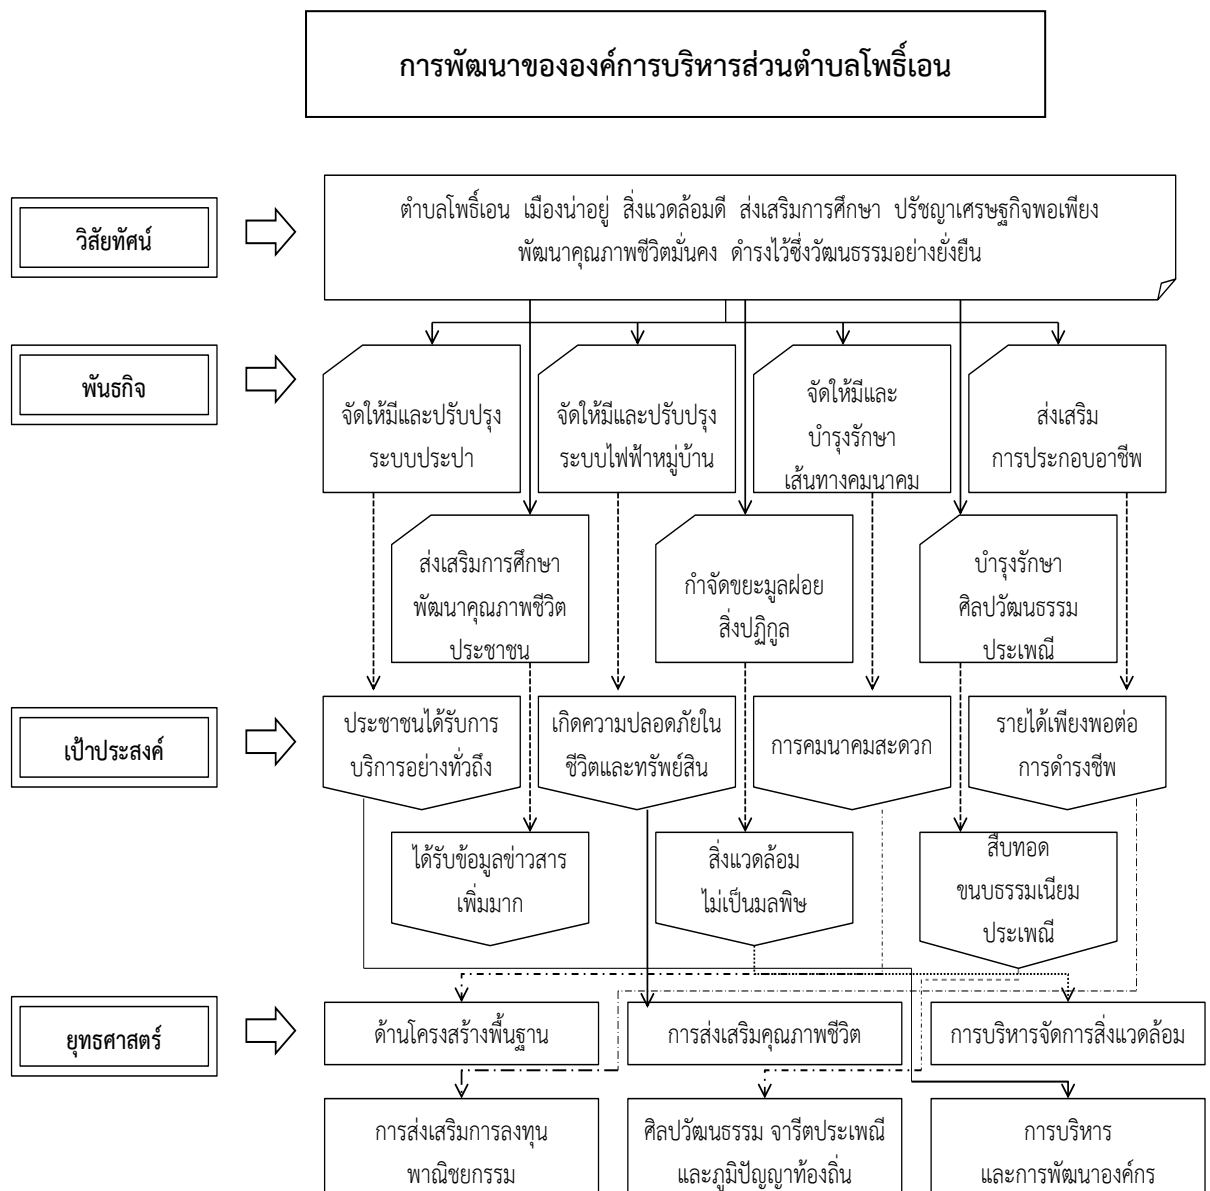 การพัฒนาขององค์การบริหารส่วนตำบลโพธิ์เอน
วิสัยทัศน์
ตำบลโพธิ์เอน เมืองน่าอยู่ สิ่งแวดล้อมดี ส่งเสริมการศึกษา ปรัชญาเศรษฐกิจพอเพียง
พัฒนาคุณภาพชีวิตมั่นคง ดำรงไว้ซึ่งวัฒนธรรมอย่างยั่งยืน
พันธกิจ
จัดให้มีและปรับปรุง
ระบบประปา
จัดให้มีและปรับปรุง
ระบบไฟฟ้าหมู่บ้าน
จัดให้มีและ
บำรุงรักษา
เส้นทางคมนาคม
ส่งเสริม
การประกอบอาชีพ
ส่งเสริมการศึกษา
พัฒนาคุณภาพชีวิต
ประชาชน
กำจัดขยะมูลฝอย
สิ่งปฏิกูล
บำรุงรักษา
ศิลปวัฒนธรรม
ประเพณี
เป้าประสงค์
ประชาชนได้รับการ
บริการอย่างทั่วถึง
เกิดความปลอดภัยใน
ชีวิตและทรัพย์สิน
การคมนาคมสะดวก
รายได้เพียงพอต่อ
การดำรงชีพ
ได้รับข้อมูลข่าวสาร
เพิ่มมาก
สิ่งแวดล้อม
ไม่เป็นมลพิษ
สืบทอด
ขนบธรรมเนียม
ประเพณี
ยุทธศาสตร์
ด้านโครงสร้างพื้นฐาน
การส่งเสริมคุณภาพชีวิต
การบริหารจัดการสิ่งแวดล้อม
การส่งเสริมการลงทุน
พาณิชยกรรม
ศิลปวัฒนธรรม จารีตประเพณี
และภูมิปัญญาท้องถิ่น
การบริหาร
และการพัฒนาองค์กร